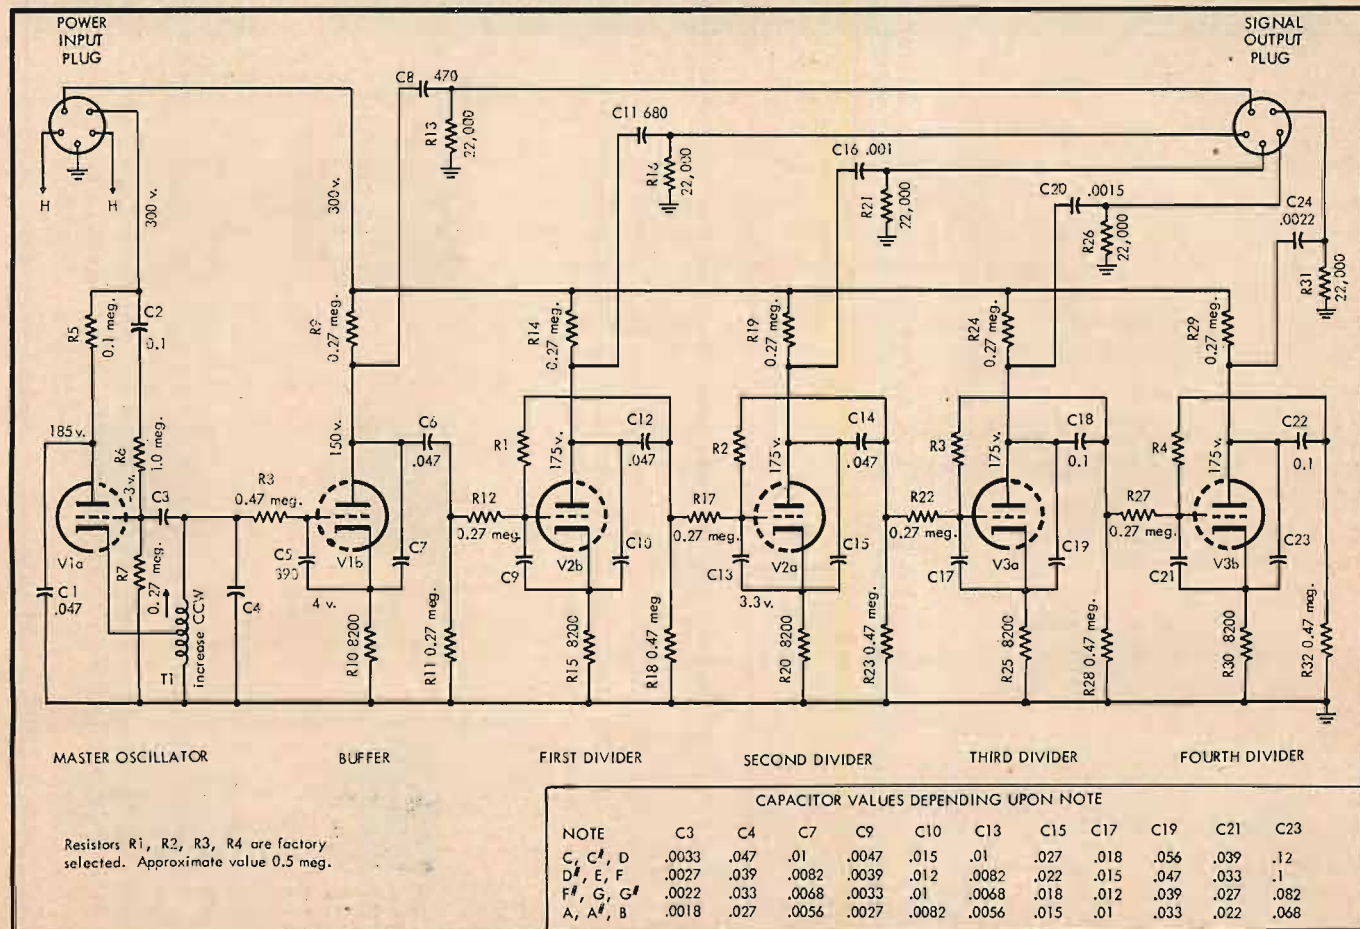 POWER
INPUT
PLUG
SIGNAL
OUTPUT
PLUG
C8 470
R13
22,000
C11 680
R16
22,000
C16 .001
R21
22,000
C20 .0015
R26
22,000
C24
.0022
R31
22,000
H
H
300 v.
300 v.
R5
0.1 meg.
C2
0.1
R9
0.27 meg.
R14
0.27 meg.
R19
0.27 meg.
R24
0.27 meg.
R29
0.27 meg.
185 v.
R6
1.0 meg.
-3 v.
C3
R3
0.47 meg.
150 v.
C6
.047
R1
175 v.
C12
.047
R2
175 v.
C14
.047
R3
175 v.
C18
0.1
R4
175 v.
C22
0.1
R12
0.27 meg.
R17
0.27 meg.
R22
0.27 meg.
R27
0.27 meg.
V1a
C1
.047
R7
0.27 meg.
T1
increase CCW
C4
C5
390
V1b
C7
4 v.
R10 8200
R11 0.27 meg.
C9
V2b
C10
R15 8200
R18 0.47 meg.
C13
V2a
C15
3.3 v.
R20 8200
R23 0.47 meg.
C17
V3a
C19
R25 8200
R28 0.47 meg.
C21
V3b
C23
R30 8200
R32 0.47 meg.
MASTER OSCILLATOR
BUFFER
FIRST DIVIDER
SECOND DIVIDER
THIRD DIVIDER
FOURTH DIVIDER
Resistors R1, R2, R3, R4 are factory
selected. Approximate value 0.5 meg.
CAPACITOR VALUES DEPENDING UPON NOTE
NOTE C3 C4 C7 C9 C10 C13 C15 C17 C19 C21 C23
C, C#, D .0033 .047 .01 .0047 .015 .01 .027 .018 .056 .039 .12
D#, E, F .0027 .039 .0082 .0039 .012 .0082 .022 .015 .047 .033 .1
F#, G, G# .0022 .033 .0068 .0033 .01 .0068 .018 .012 .039 .027 .082
A, A#, B .0018 .027 .0056 .0027 .0082 .0056 .015 .01 .033 .022 .068